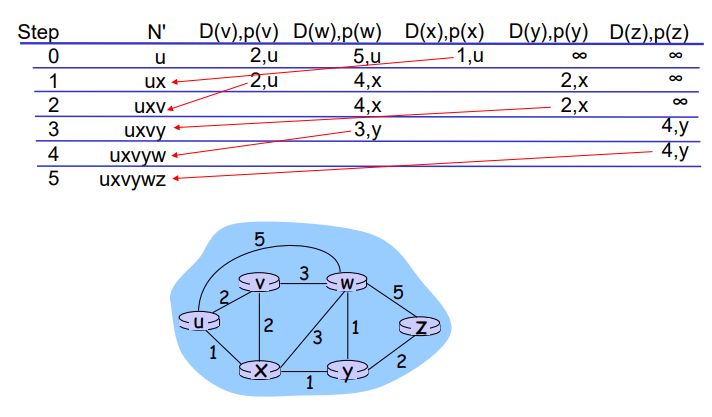 Step N' D(v),p(v) D(w),p(w) D(x),p(x) D(y),p(y) D(z),p(z)
0 u 2,u 5,u 1,u ∞ ∞
1 ux 2,u 4,x 2,x ∞
2 uxv 4,x 2,x ∞
3 uxvy 3,y 4,y
4 uxvyw 4,y
5 uxvywz
5
v 3 w
2 5
u 2 3 1 z
1 2
x 1 y